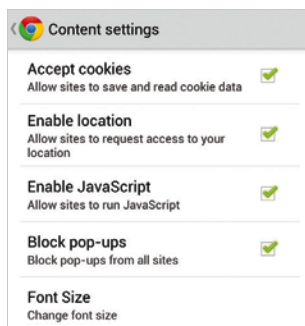 Content settings
Accept cookies
Allow sites to save and read cookie data
Enable location
Allow sites to request access to your
location
Enable JavaScript
Allow sites to run JavaScript
Block pop-ups
Block pop-ups from all sites
Font Size
Change font size